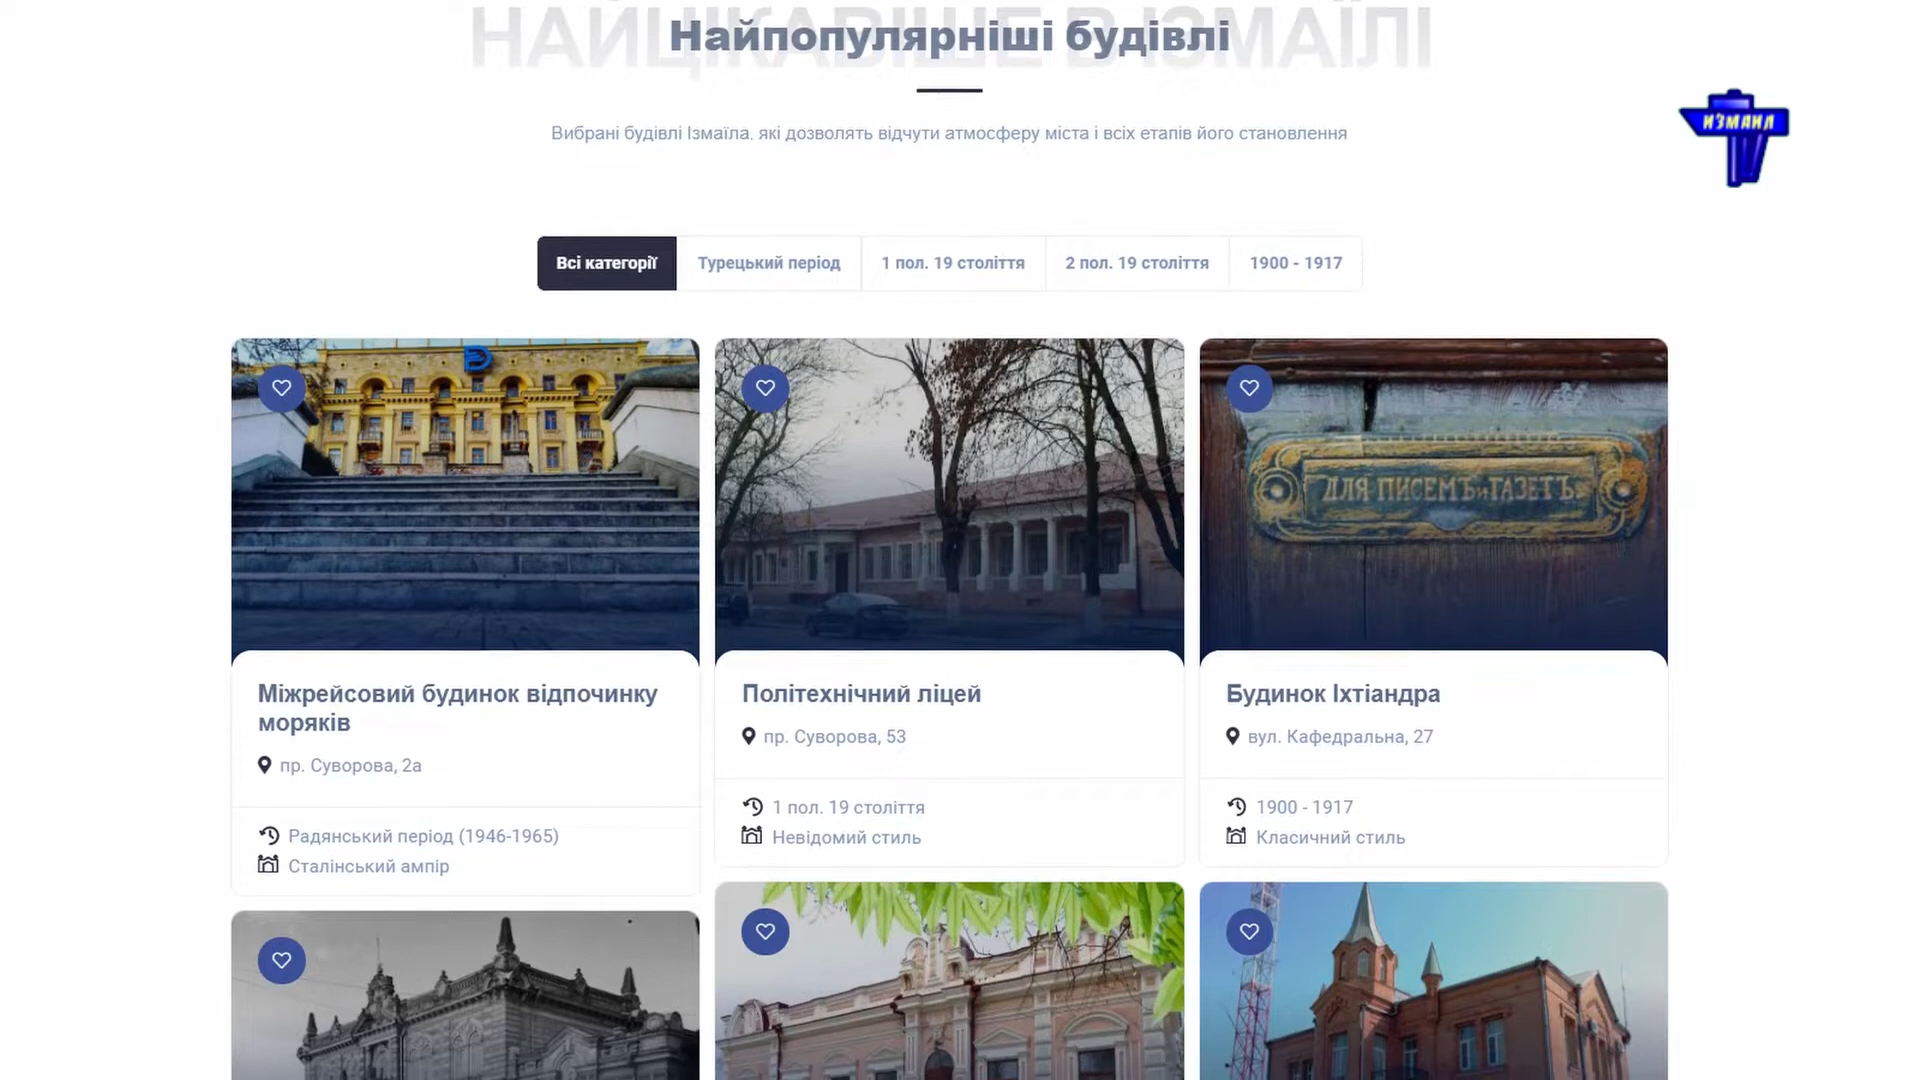 НАЙЦІКАВІШЕ В ІЗМАЇЛІ
Найпопулярніші будівлі
Вибрані будівлі Ізмаїла. які дозволять відчути атмосферу міста і всіх етапів його становлення
ИЗМАИЛ
ТV
Всі категорії
Турецький період
1 пол. 19 століття
2 пол. 19 століття
1900 - 1917
ДЛЯ ПИСЕМЪ и ГАЗЕТЪ
Міжрейсовий будинок відпочинку
моряків
пр. Суворова, 2а
Радянський період (1946-1965)
Сталінський ампір
Політехнічний ліцей
пр. Суворова, 53
1 пол. 19 століття
Невідомий стиль
Будинок Іхтіандра
вул. Кафедральна, 27
1900 - 1917
Класичний стиль